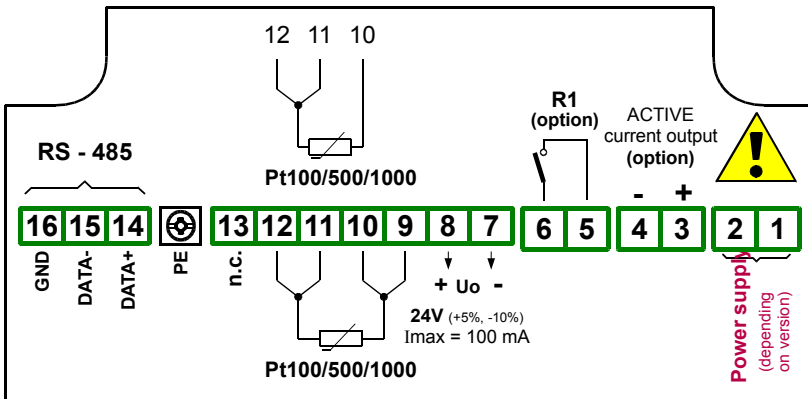 12 11 10
Pt100/500/1000
R1
(option)
ACTIVE
current output
(option)
- +
RS - 485
16 15 14 PE 13 12 11 10 9 8 7 6 5 4 3 2 1
GND
DATA-
DATA+
n.c.
+ Uo -
24V (+5%, -10%)
Imax = 100 mA
Pt100/500/1000
Power supply
(depending
on version)